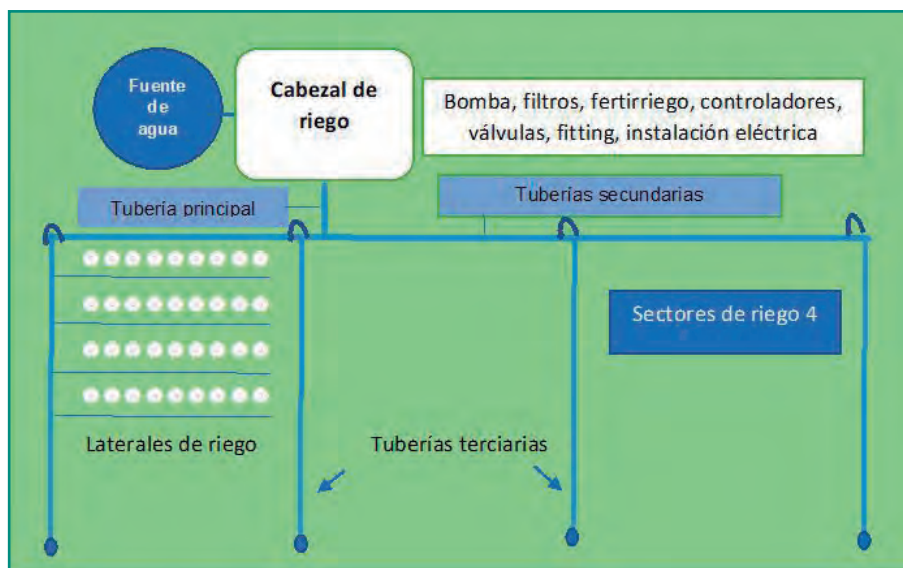 Fuente
de
agua
Cabezal de
riego
Bomba, filtros, fertirriego, controladores,
válvulas, fitting, instalación eléctrica
Tuberia principal
Tuberías secundarias
Sectores de riego 4
Laterales de riego
Tuberías terciarias